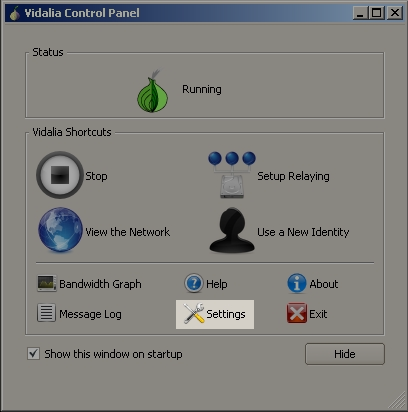 Vidalia Control Panel
Status
Running
Vidalia Shortcuts
Stop
Setup Relaying
View the Network
Use a New Identity
Bandwidth Graph
Help
About
Message Log
Settings
Exit
Show this window on startup
Hide